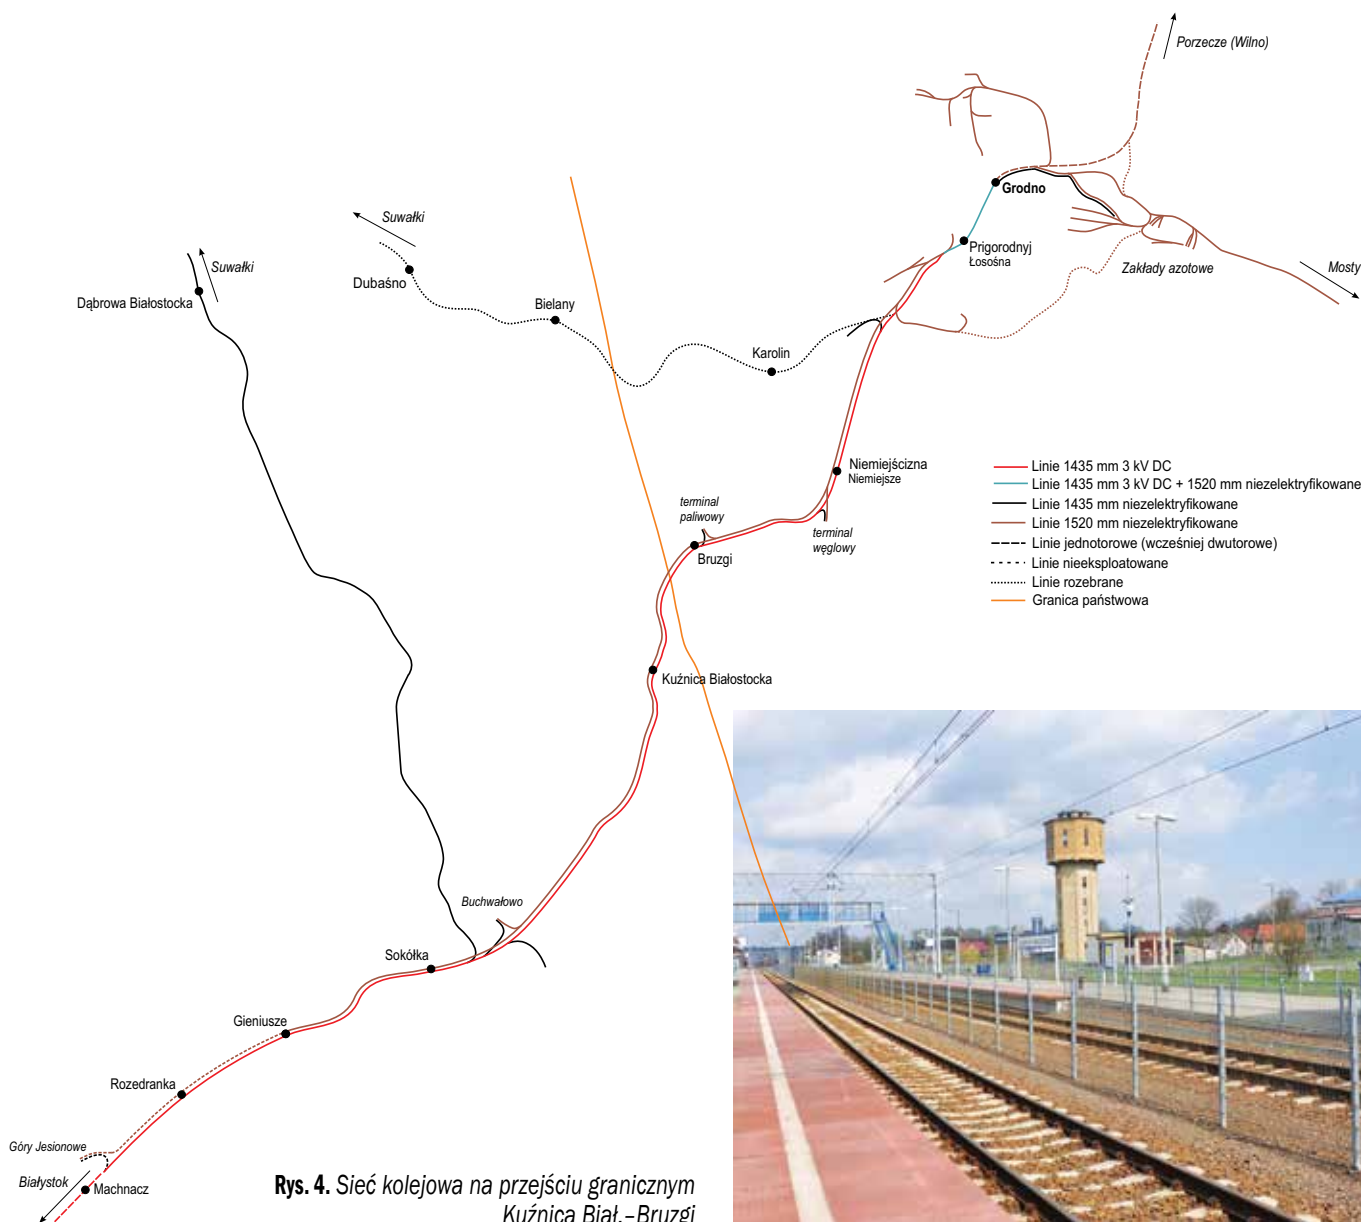 Porzecze (Wilno)
Grodno
Suwałki
Prigorodnyj
Łosośna
Suwałki
Zakłady azotowe
Mosty
Dubaśno
Dąbrowa Białostocka
Bielany
Karolin
Niemiejścizna
Niemiejsze
terminal
paliwowy
terminal
węglowy
Bruzgi
Linie 1435 mm 3 kV DC
Linie 1435 mm 3 kV DC + 1520 mm niezelektryfikowane
Linie 1435 mm niezelektryfikowane
Linie 1520 mm niezelektryfikowane
Linie jednotorowe (wcześniej dwutorowe)
Linie nieeksploatowane
Linie rozebrane
Granica państwowa
Kuźnica Białostocka
Buchwałowo
Sokółka
Gieniusze
Rozedranka
Góry Jesionowe
Białystok
Machnacz
Rys. 4. Sieć kolejowa na przejściu granicznym
Kuźnica Biał.–Bruzgi